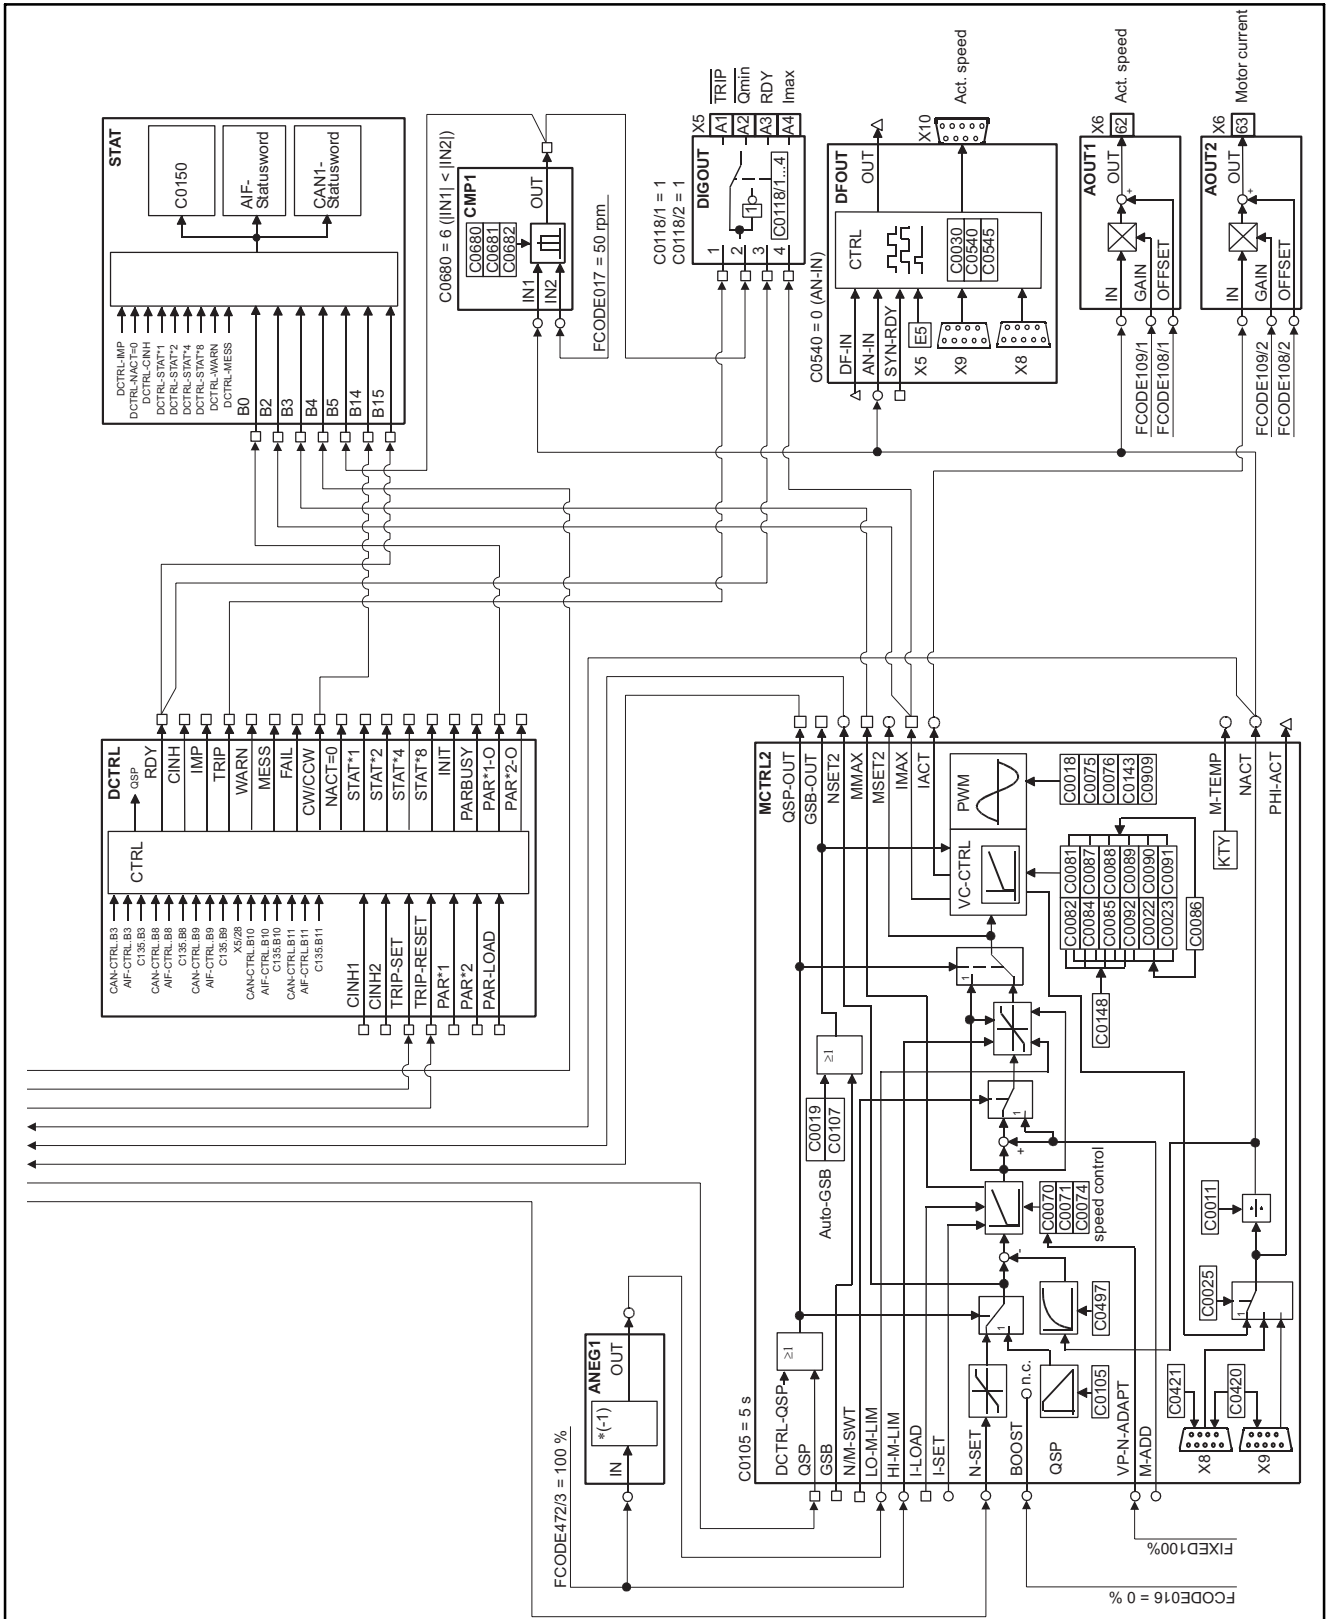 STAT
C0150
AIF-
Statusword
CAN1-
Statusword
DCTRL-IMP
DCTRL-NACT=0
DCTRL-CINH
DCTRL-STAT*1
DCTRL-STAT*2
DCTRL-STAT*4
DCTRL-STAT*8
DCTRL-WARN
DCTRL-MESS
B0
B2
B3
B4
B5
B14
B15
C0680 = 6 (|IN1| < |IN2|)
CMP1
C0680
C0681
C0682
OUT
IN1
IN2
FCODE017 = 50 rpm
C0118/1 = 1
C0118/2 = 1
DIGOUT
X5
A1
A2
A3
A4
TRIP
Qmin
RDY
Imax
1
C0118/1...4
1
2
3
4
C0540 = 0 (AN-IN)
DFOUT
OUT
X10
Act. speed
CTRL
C0030
C0540
C0545
DF-IN
AN-IN
SYN-RDY
X5
E5
X9
X8
AOUT1
X6
62
Act. speed
OUT
+
IN
GAIN
OFFSET
FCODE109/1
FCODE108/1
AOUT2
X6
63
Motor current
OUT
+
IN
GAIN
OFFSET
FCODE109/2
FCODE108/2
DCTRL
QSP
RDY
CINH
IMP
TRIP
WARN
MESS
FAIL
CW/CCW
NACT=0
STAT*1
STAT*2
STAT*4
STAT*8
INIT
PARBUSY
PAR*1-O
PAR*2-O
CTRL
CAN-CTRL.B3
AIF-CTRL.B3
C135.B3
CAN-CTRL.B8
AIF-CTRL.B8
C135.B8
CAN-CTRL.B9
AIF-CTRL.B9
C135.B9
X5/28
CAN-CTRL.B10
AIF-CTRL.B10
C135.B10
CAN-CTRL.B11
AIF-CTRL.B11
C135.B11
CINH1
CINH2
TRIP-SET
TRIP-RESET
PAR*1
PAR*2
PAR-LOAD
ANEG1
OUT
*(-1)
IN
FCODE472/3 = 100 %
MCTRL2
C0105 = 5 s
QSP-OUT
GSB-OUT
NSET2
MMAX
MSET2
IMAX
IACT
M-TEMP
NACT
PHI-ACT
PWM
VC-CTRL
C0018
C0075
C0076
C0143
C0909
C0081
C0087
C0088
C0089
C0090
C0091
C0082
C0084
C0085
C0092
C0022
C0023
C0086
C0148
KTY
≥1
C0019
C0107
Auto-GSB
1
1
+
C0070
C0071
C0074
speed control
-
1
C0497
C0105
≥1
C0011
C0025
1
C0421
C0420
X8
X9
DCTRL-QSP
QSP
GSB
N/M-SWT
LO-M-LIM
HI-M-LIM
I-LOAD
I-SET
N-SET
BOOST
n.c.
QSP
VP-N-ADAPT
M-ADD
FIXED100%
FCODE016 = 0 %